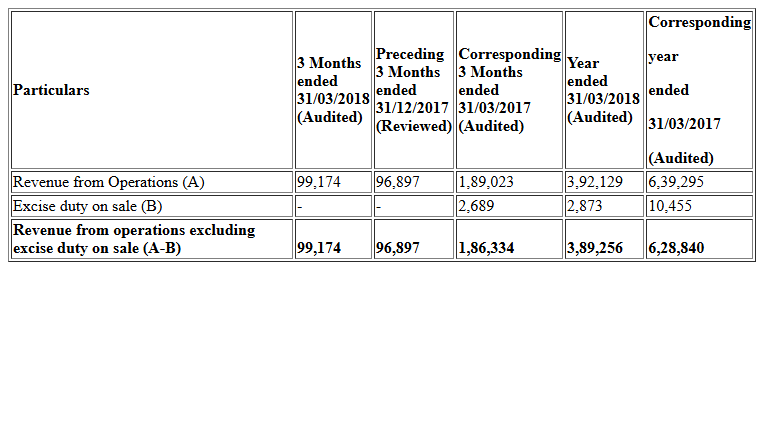 Particulars
3 Months ended 31/03/2018 (Audited)
Preceding 3 Months ended 31/12/2017 (Reviewed)
Corresponding 3 Months ended 31/03/2017 (Audited)
Year ended 31/03/2018 (Audited)
Corresponding year ended 31/03/2017 (Audited)
Revenue from Operations (A) 99,174 96,897 1,89,023 3,92,129 6,39,295
Excise duty on sale (B) - - 2,689 2,873 10,455
Revenue from operations excluding
excise duty on sale (A-B) 99,174 96,897 1,86,334 3,89,256 6,28,840